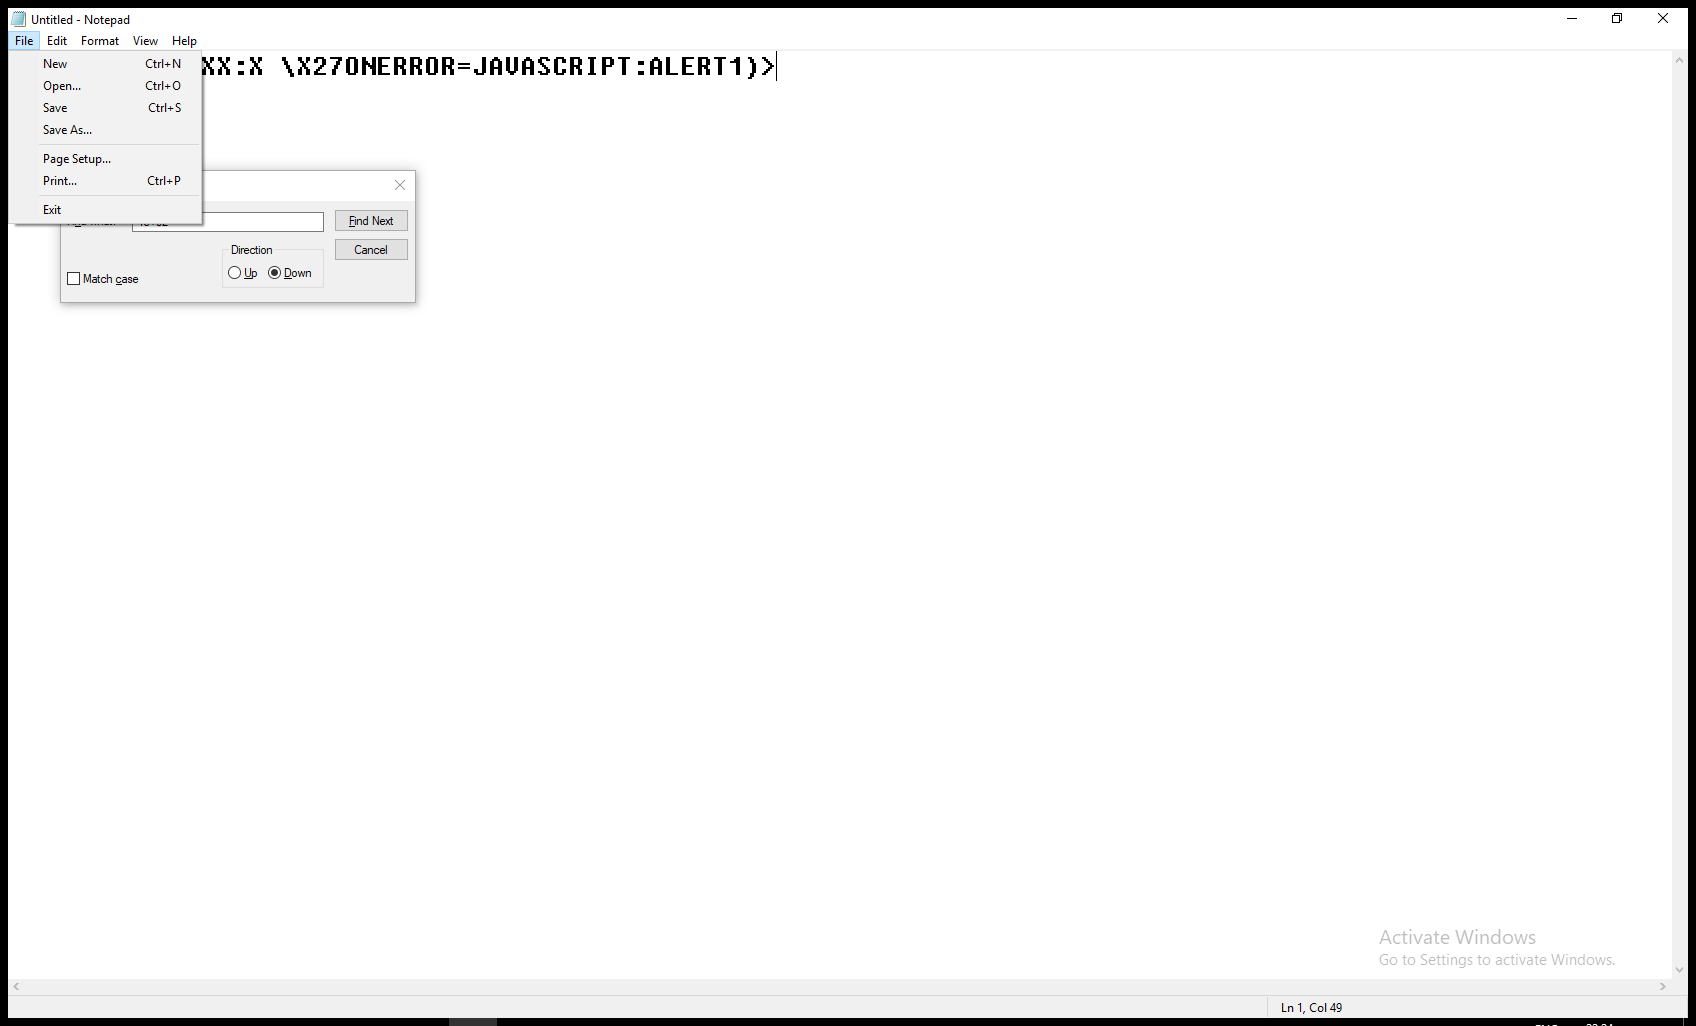 Untitled - Notepad
File Edit Format View Help
New Ctrl+N
Open... Ctrl+O
Save Ctrl+S
Save As...
Page Setup...
Print... Ctrl+P
Exit
XX:X \X27ONERROR=JAVASCRIPT:ALERT1)>
Find Next
Cancel
Direction
Up Down
Match case
Activate Windows
Go to Settings to activate Windows.
Ln 1, Col 49